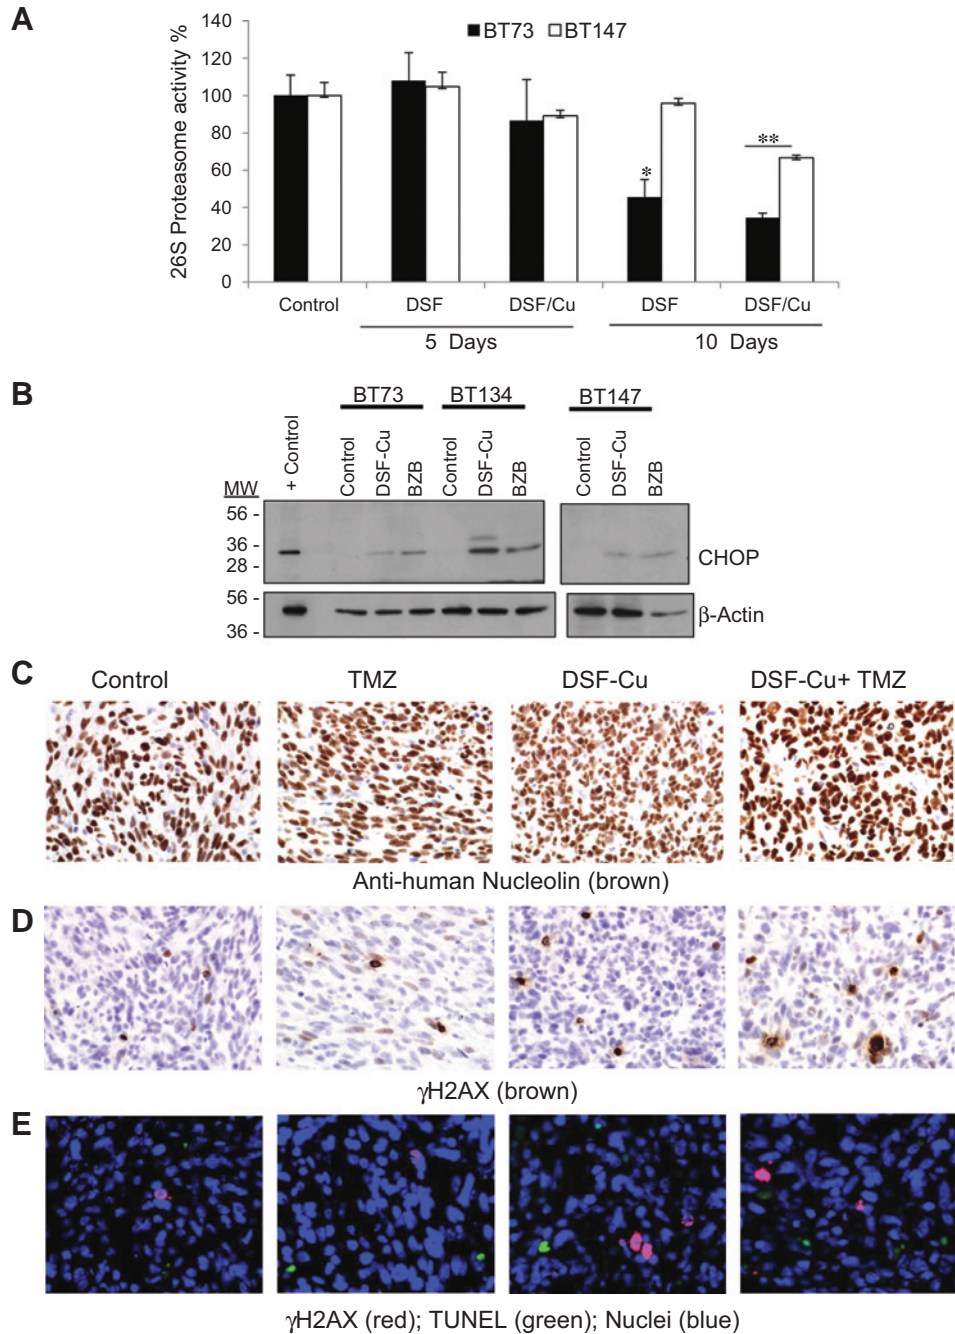 A
140
120
100
80
60
40
20
0
26S Proteasome activity %
BT73 BT147
*
**
Control DSF DSF/Cu DSF DSF/Cu
5 Days 10 Days
B
BT73 BT134 BT147
+ Control Control DSF-Cu BZB Control DSF-Cu BZB Control DSF-Cu BZB
MW
56 -
36 -
28 -
CHOP
56 -
36 -
β-Actin
C
Control TMZ DSF-Cu DSF-Cu+ TMZ
Anti-human Nucleolin (brown)
D
γH2AX (brown)
E
γH2AX (red); TUNEL (green); Nuclei (blue)